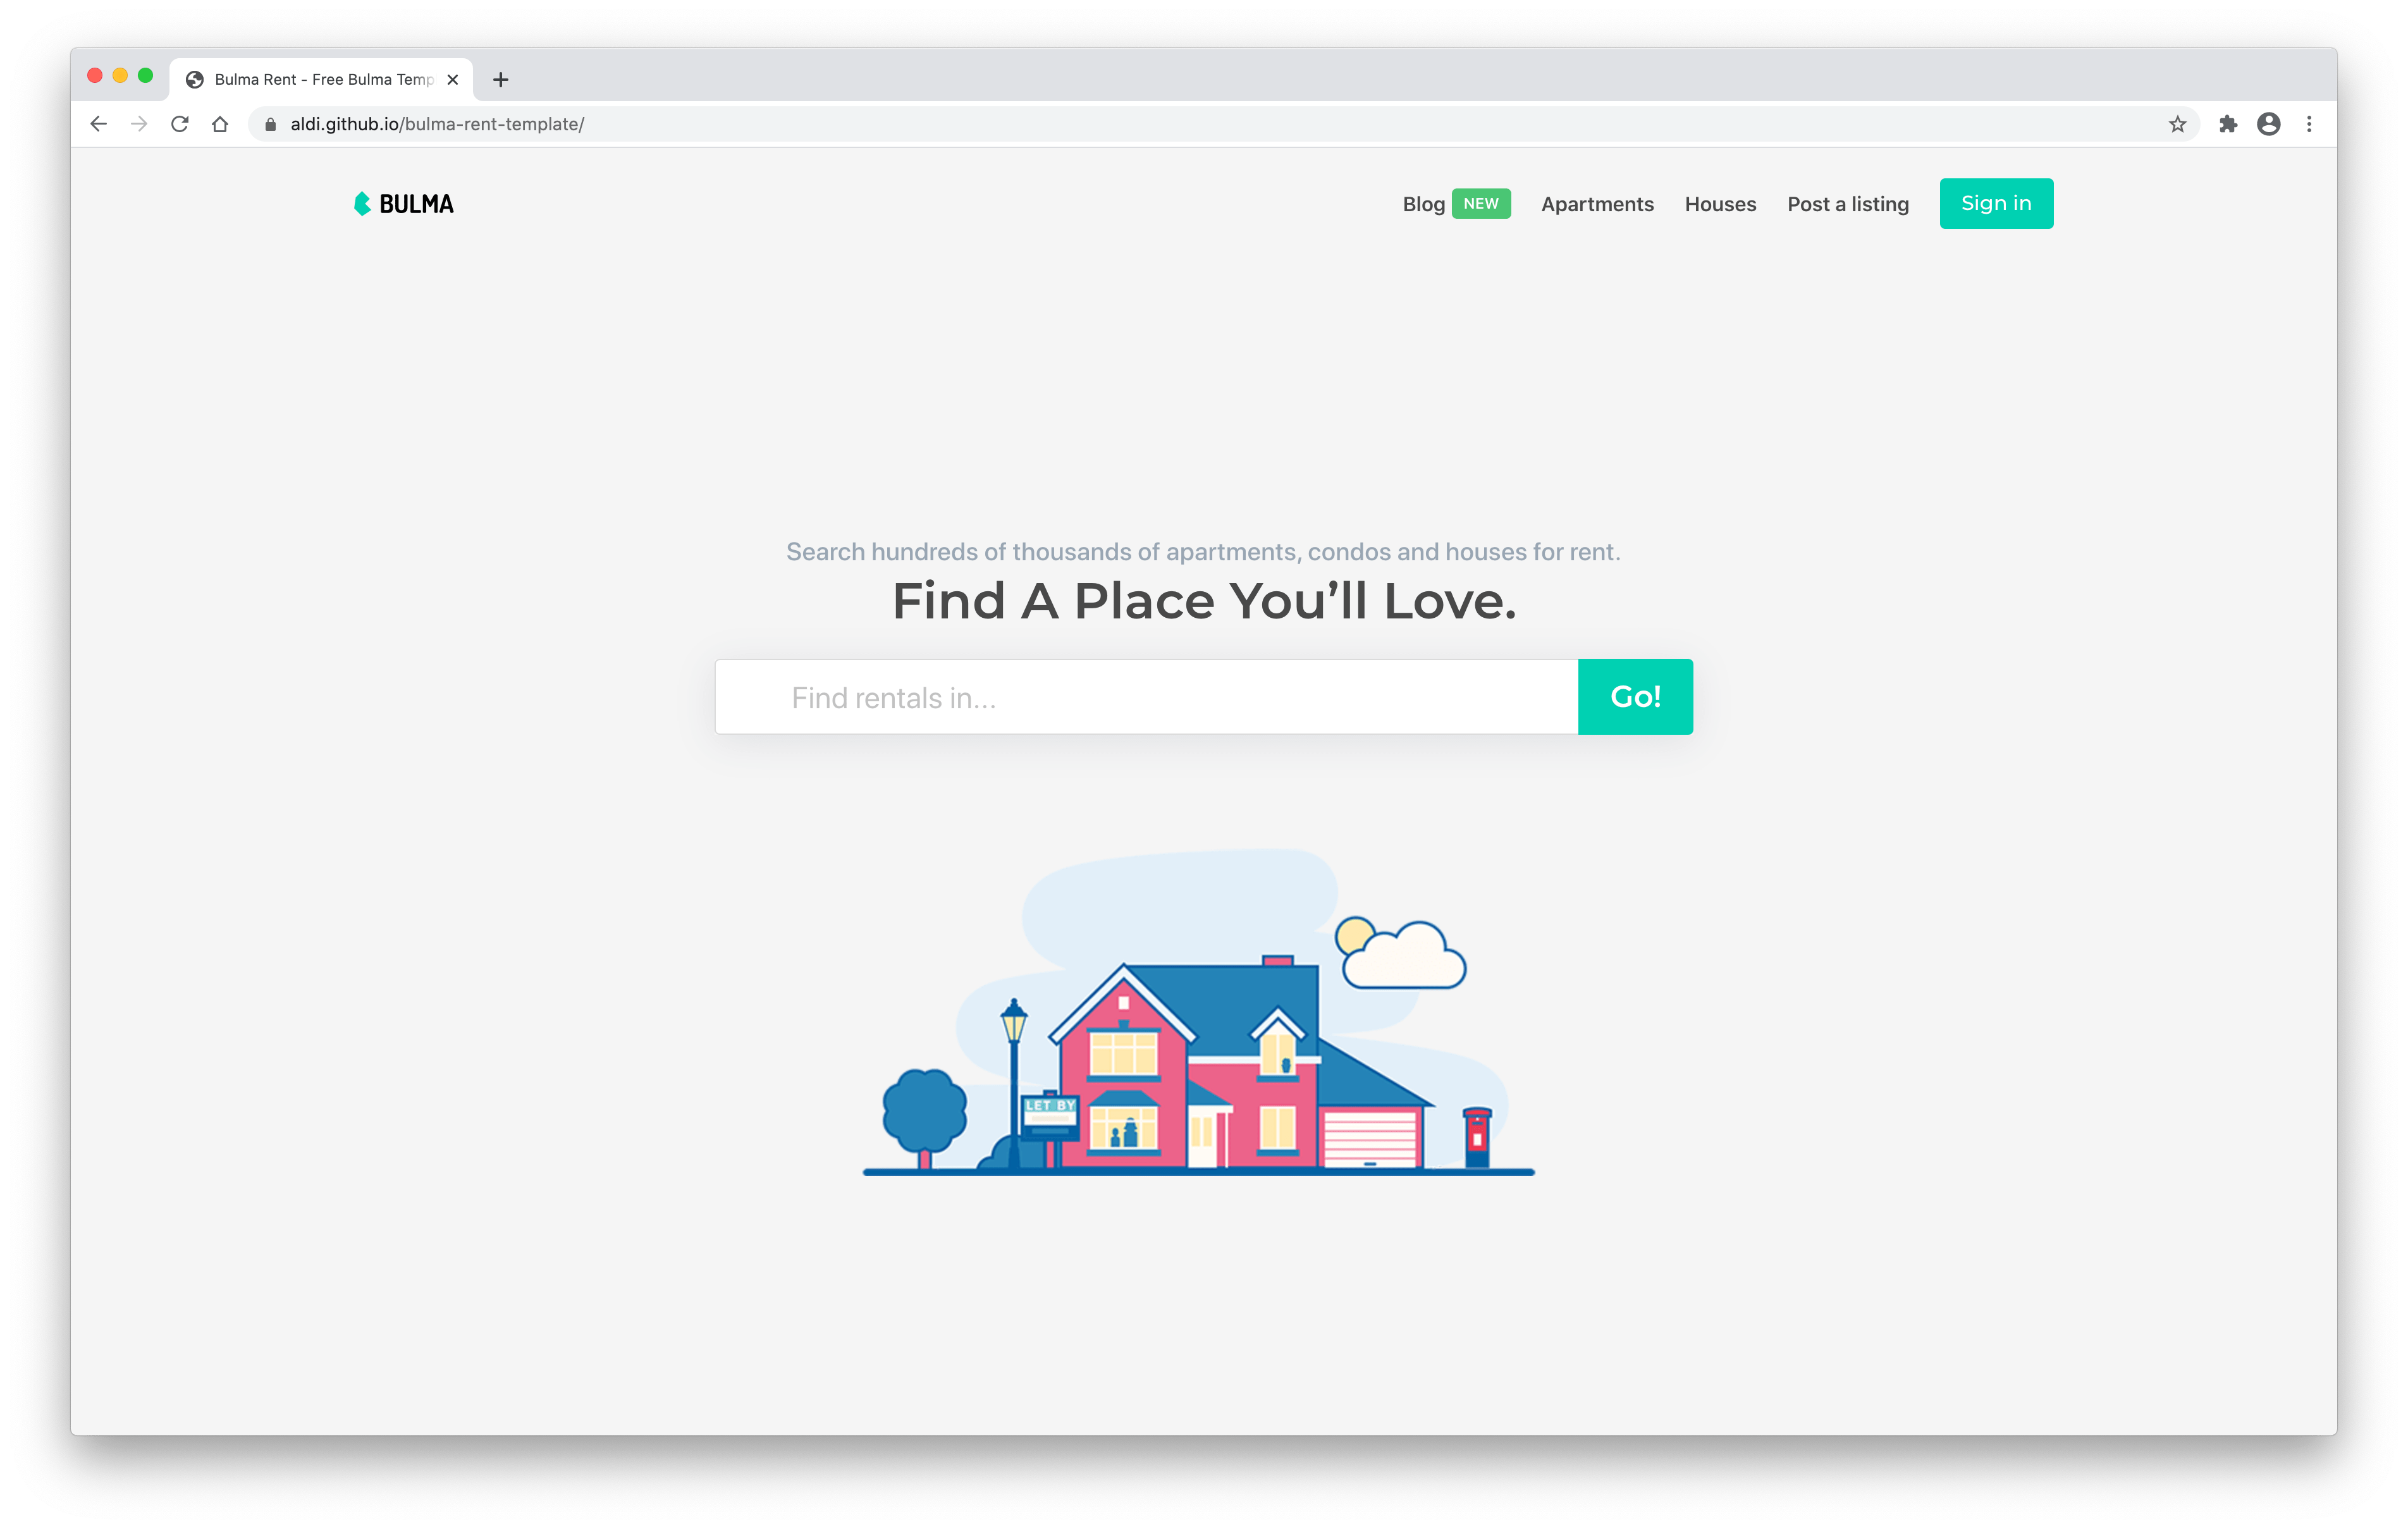 Bulma Rent - Free Bulma Temp
aldi.github.io/bulma-rent-template/
BULMA
Blog NEW Apartments Houses Post a listing Sign in
Search hundreds of thousands of apartments, condos and houses for rent.
Find A Place You’ll Love.
Find rentals in... Go!
LET BY